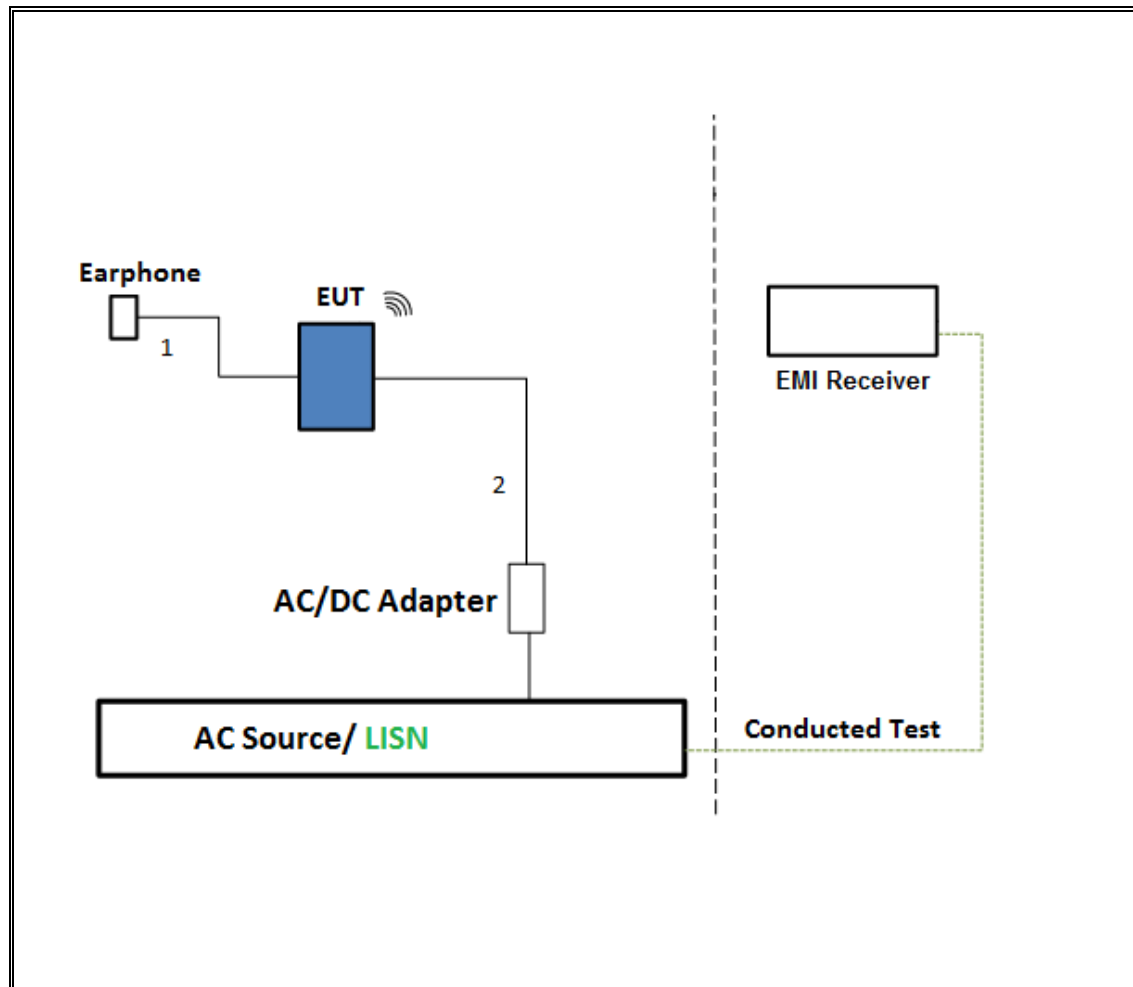 Earphone
1
EUT
EMI Receiver
2
AC/DC Adapter
AC Source/ LISN
Conducted Test